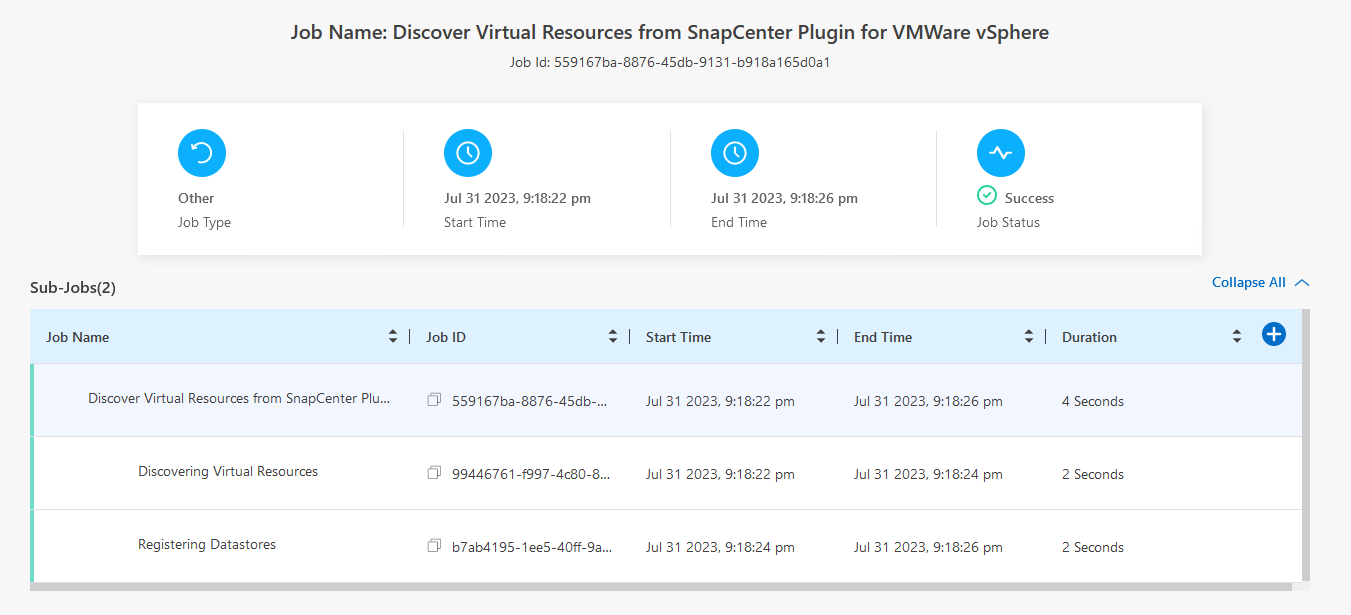 Job Name: Discover Virtual Resources from SnapCenter Plugin for VMWare vSphere
Job Id: 559167ba-8876-45db-9131-b918a165d0a1
Other
Job Type
Jul 31 2023, 9:18:22 pm
Start Time
Jul 31 2023, 9:18:26 pm
End Time
Success
Job Status
Sub-Jobs(2)
Collapse All
Job Name Job ID Start Time End Time Duration
Discover Virtual Resources from SnapCenter Plu... 559167ba-8876-45db-... Jul 31 2023, 9:18:22 pm Jul 31 2023, 9:18:26 pm 4 Seconds
Discovering Virtual Resources 99446761-f997-4c80-8... Jul 31 2023, 9:18:22 pm Jul 31 2023, 9:18:24 pm 2 Seconds
Registering Datastores b7ab4195-1ee5-40ff-9a... Jul 31 2023, 9:18:24 pm Jul 31 2023, 9:18:26 pm 2 Seconds